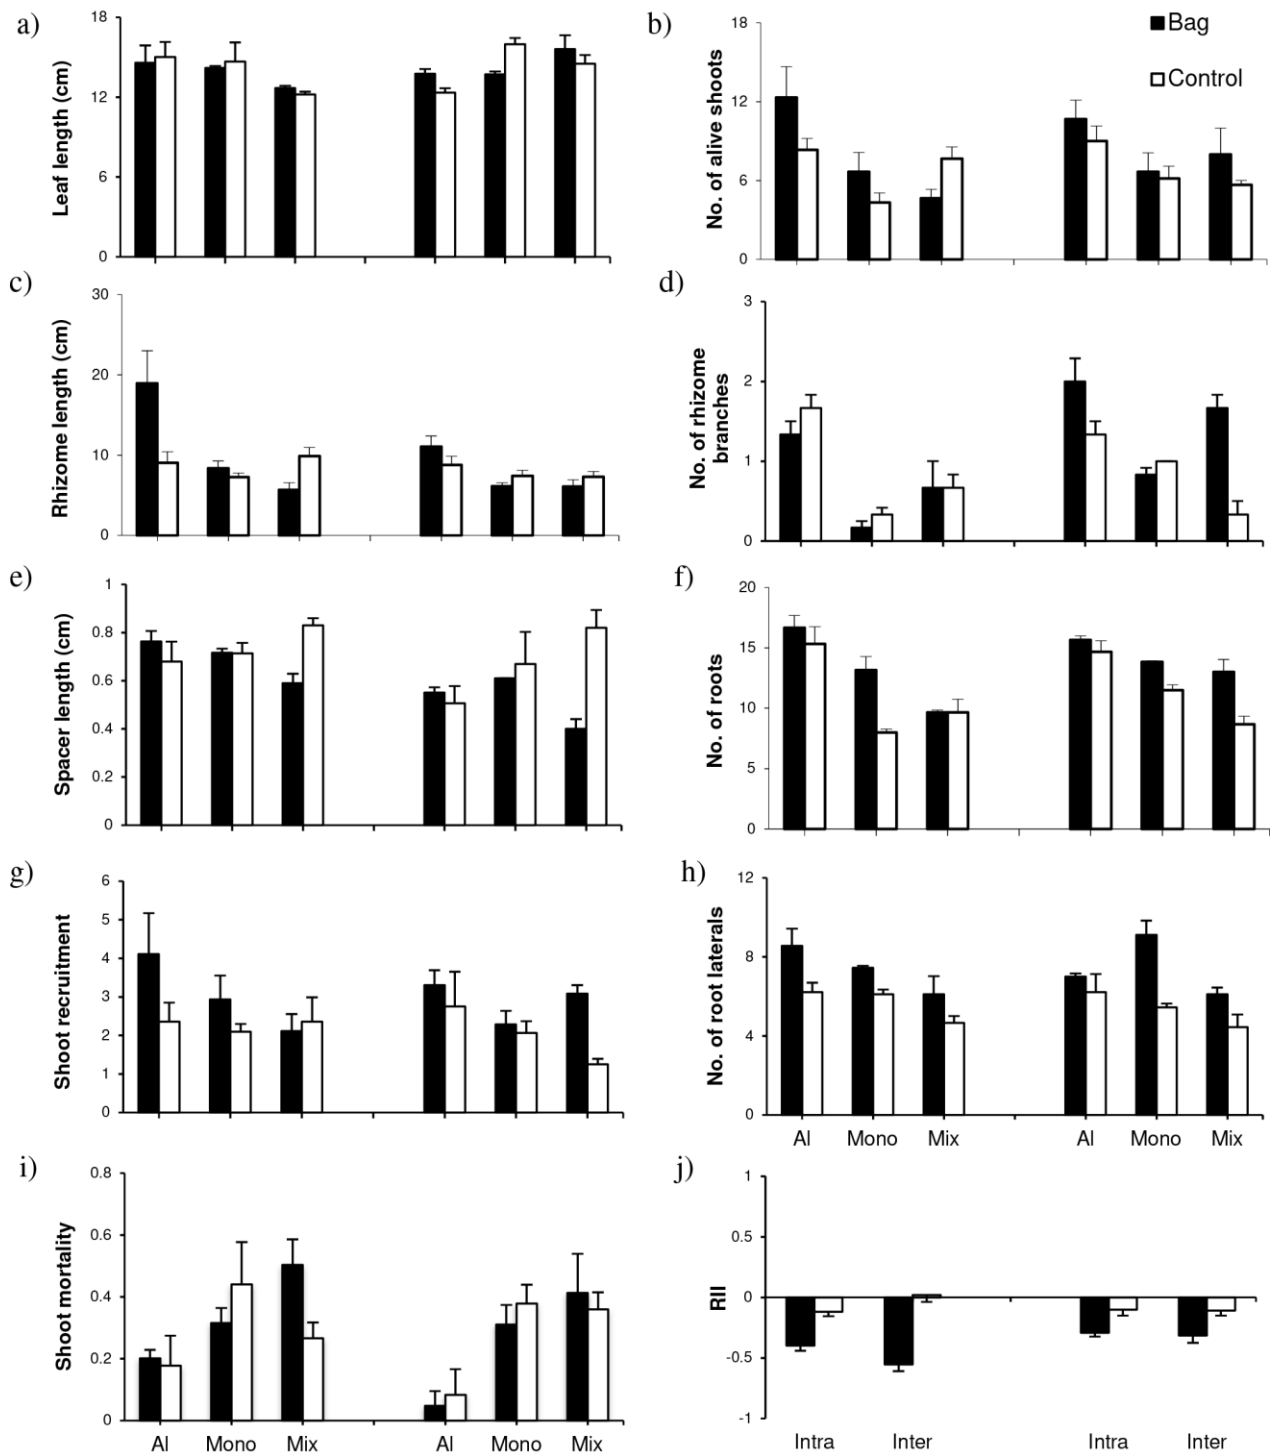 a)
18
12
6
0
Leaf length (cm)
b)
18
12
6
0
No. of alive shoots
Bag
Control
c)
30
20
10
0
Rhizome length (cm)
d)
3
2
1
0
No. of rhizome
branches
e)
1
0.8
0.6
0.4
0.2
0
Spacer length (cm)
f)
20
15
10
5
0
No. of roots
g)
6
5
4
3
2
1
0
Shoot recruitment
h)
12
8
4
0
No. of root laterals
Al Mono Mix Al Mono Mix
i)
0.8
0.6
0.4
0.2
0
Shoot mortality
Al Mono Mix Al Mono Mix
j)
1
0.5
0
-0.5
-1
RII
Intra Inter Intra Inter